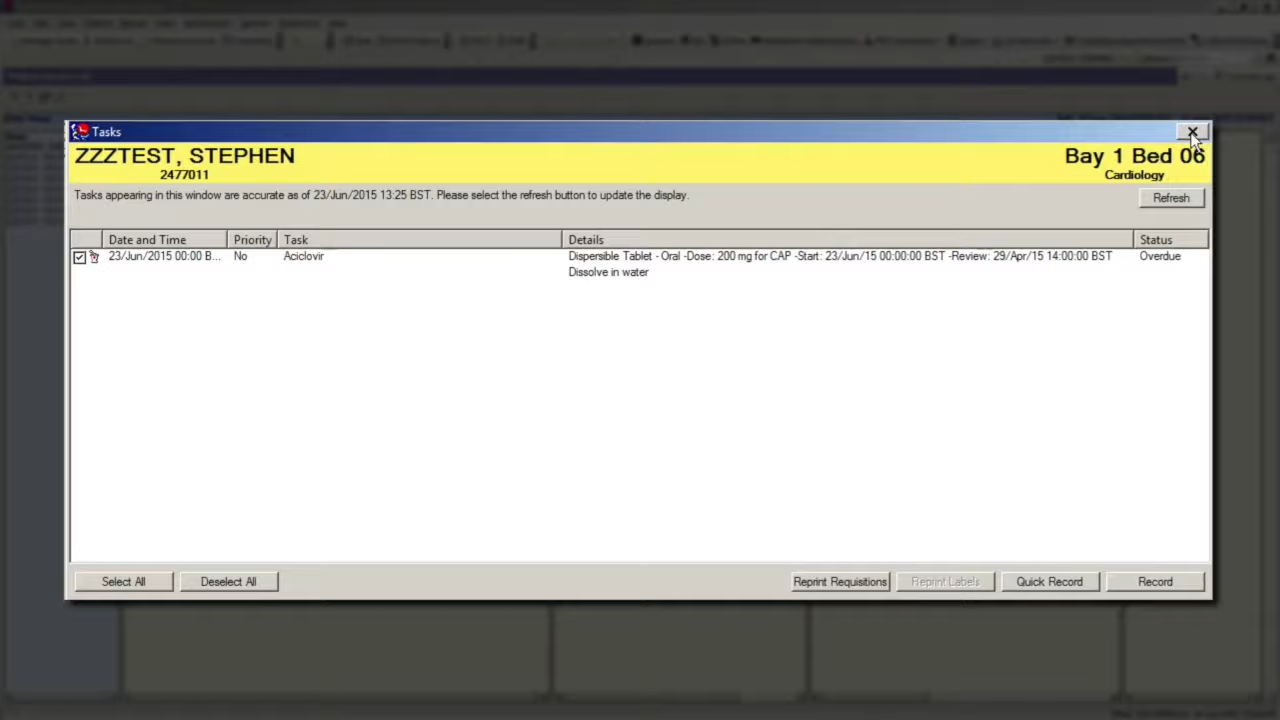 Tasks
ZZZTEST, STEPHEN
Bay 1 Bed 06
2477011
Cardiology
Tasks appearing in this window are accurate as of 23/Jun/2015 13:25 BST. Please select the refresh button to update the display.
Refresh
Date and Time Priority Task Details Status
23/Jun/2015 00:00 B... No Aciclovir Dispersible Tablet - Oral -Dose: 200 mg for CAP -Start: 23/Jun/15 00:00:00 BST -Review: 29/Apr/15 14:00:00 BST Overdue
Dissolve in water
Select All Deselect All Reprint Requisitions Reprint Labels Quick Record Record